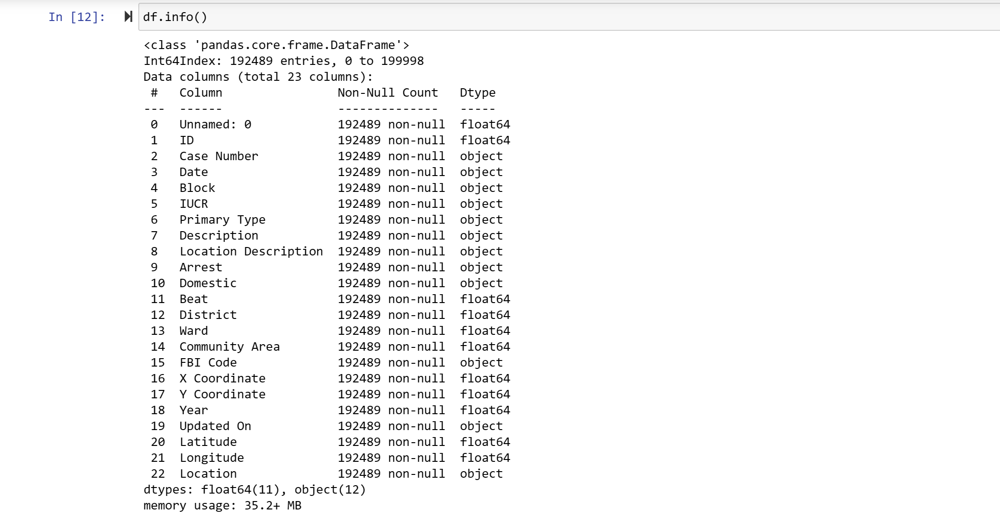 In [12]: df.info()
<class 'pandas.core.frame.DataFrame'>
Int64Index: 192489 entries, 0 to 199998
Data columns (total 23 columns):
 #   Column                Non-Null Count   Dtype
---  ------                --------------   -----
 0   Unnamed: 0            192489 non-null  float64
 1   ID                    192489 non-null  float64
 2   Case Number           192489 non-null  object
 3   Date                  192489 non-null  object
 4   Block                 192489 non-null  object
 5   IUCR                  192489 non-null  object
 6   Primary Type          192489 non-null  object
 7   Description           192489 non-null  object
 8   Location Description  192489 non-null  object
 9   Arrest                192489 non-null  object
 10  Domestic              192489 non-null  object
 11  Beat                  192489 non-null  float64
 12  District              192489 non-null  float64
 13  Ward                  192489 non-null  float64
 14  Community Area        192489 non-null  float64
 15  FBI Code              192489 non-null  object
 16  X Coordinate          192489 non-null  float64
 17  Y Coordinate          192489 non-null  float64
 18  Year                  192489 non-null  float64
 19  Updated On            192489 non-null  object
 20  Latitude              192489 non-null  float64
 21  Longitude             192489 non-null  float64
 22  Location              192489 non-null  object
dtypes: float64(11), object(12)
memory usage: 35.2+ MB